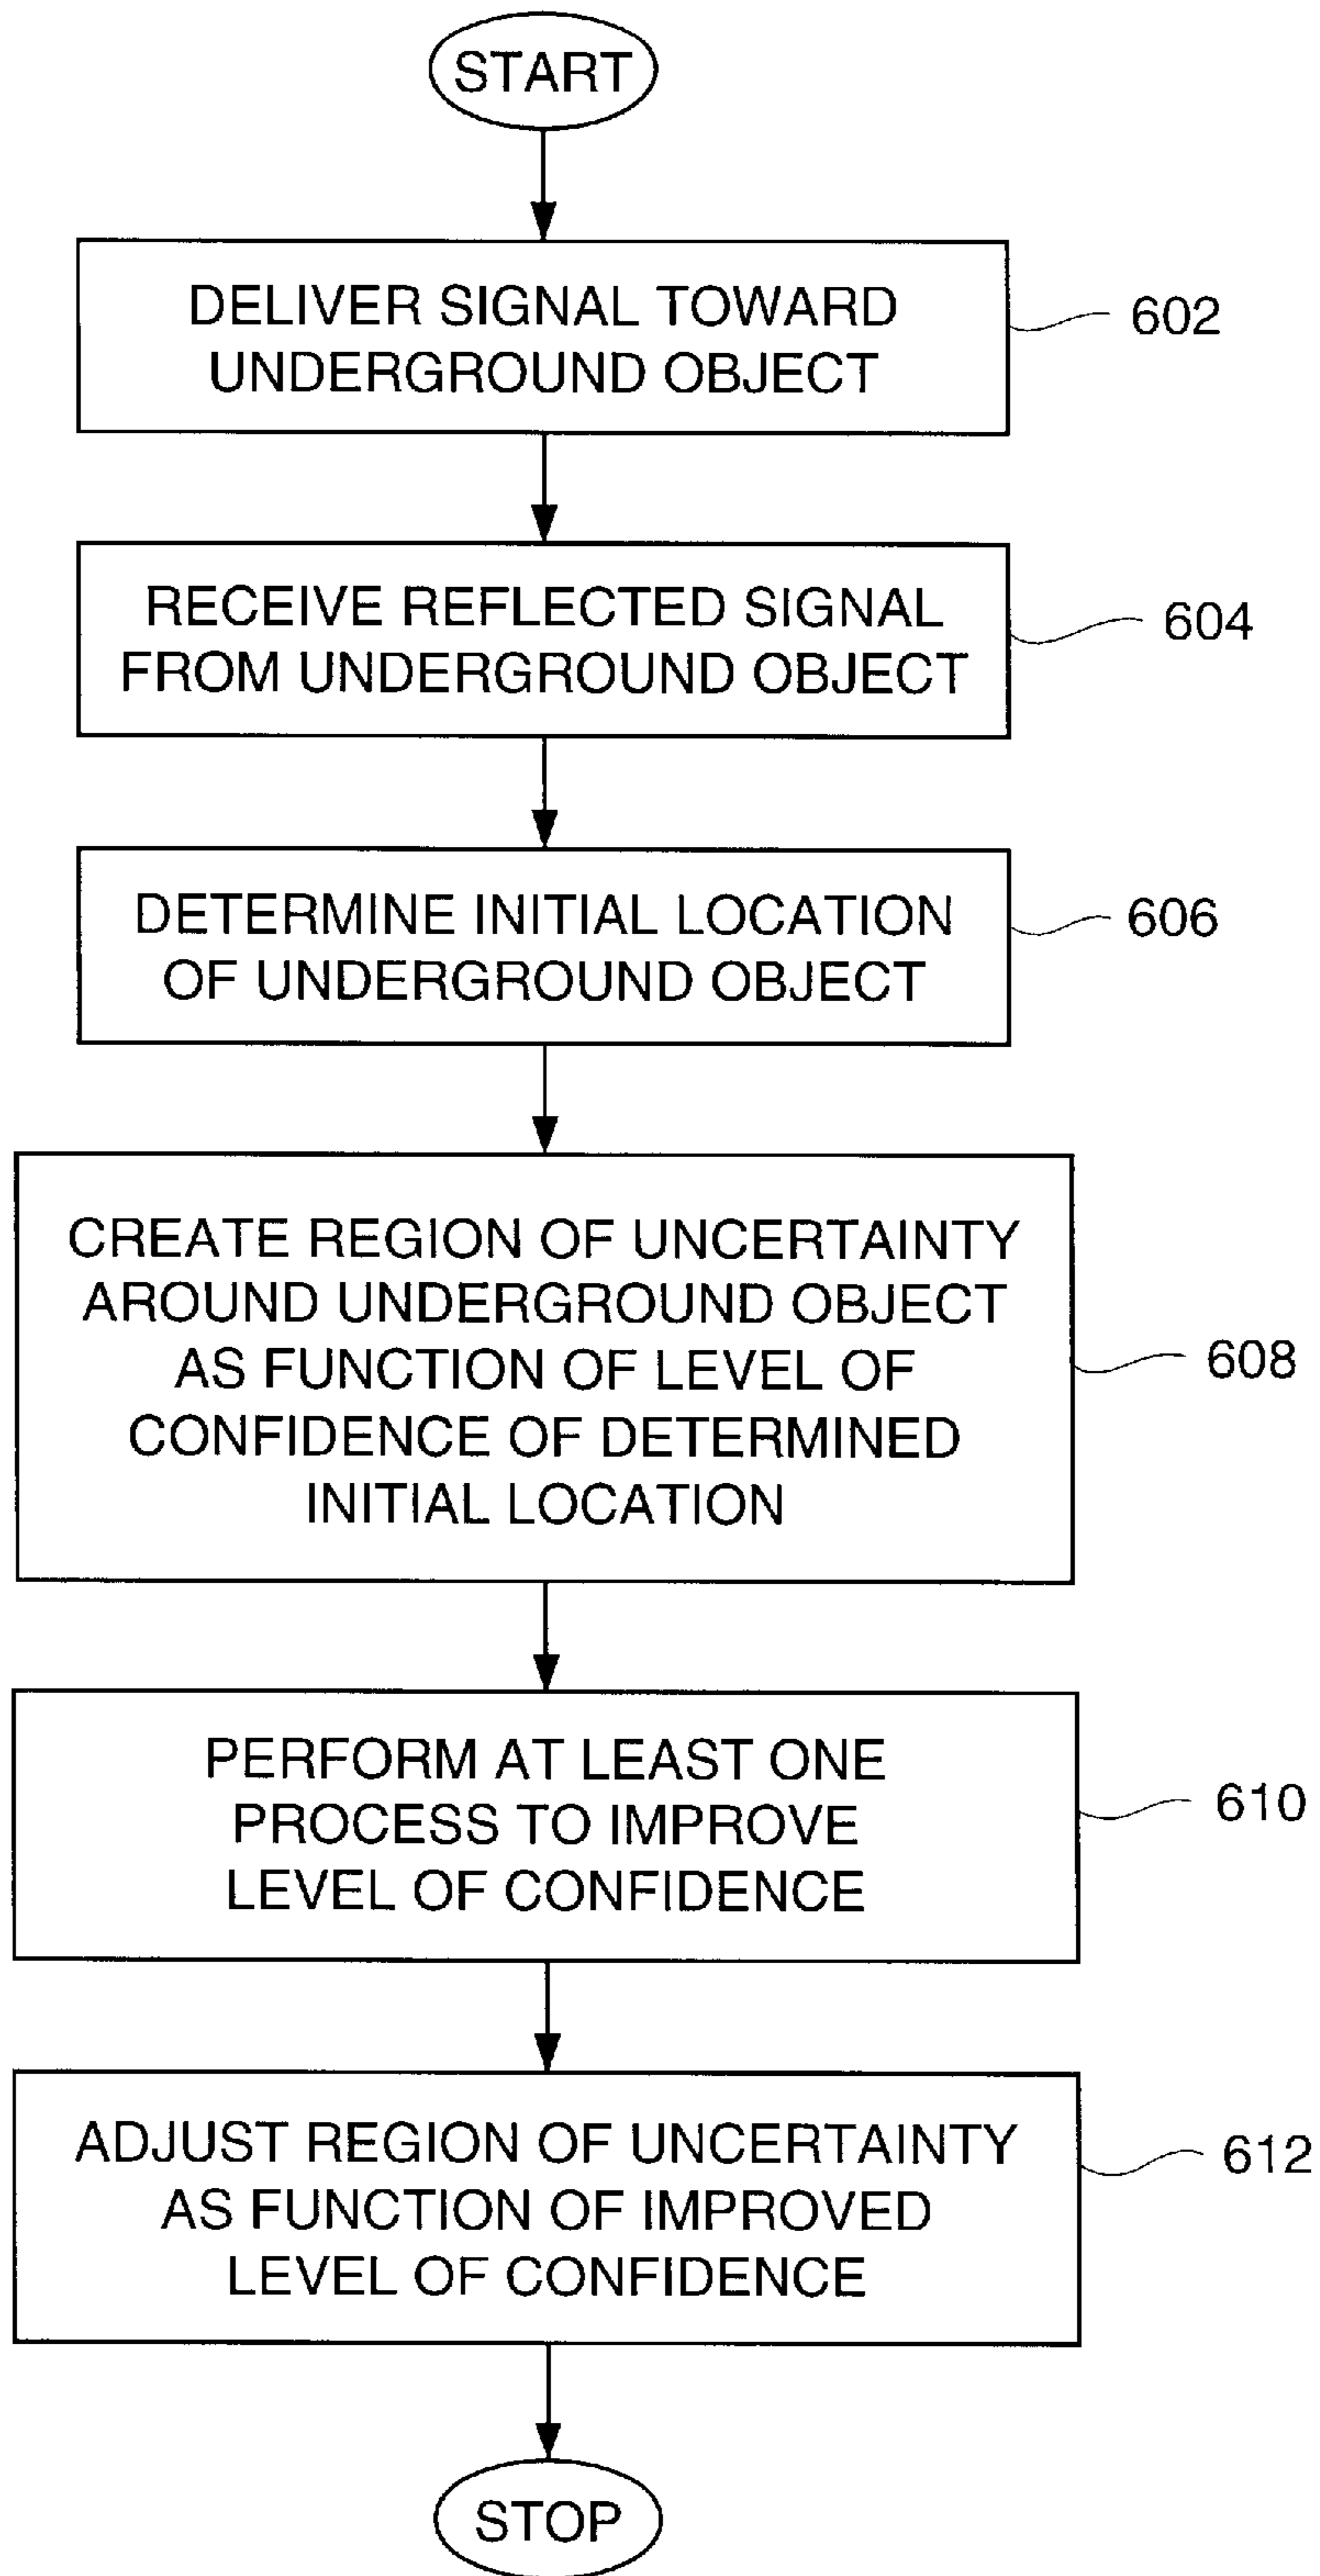 START
DELIVER SIGNAL TOWARD
UNDERGROUND OBJECT
602
RECEIVE REFLECTED SIGNAL
FROM UNDERGROUND OBJECT
604
DETERMINE INITIAL LOCATION
OF UNDERGROUND OBJECT
606
CREATE REGION OF UNCERTAINTY
AROUND UNDERGROUND OBJECT
AS FUNCTION OF LEVEL OF
CONFIDENCE OF DETERMINED
INITIAL LOCATION
608
PERFORM AT LEAST ONE
PROCESS TO IMPROVE
LEVEL OF CONFIDENCE
610
ADJUST REGION OF UNCERTAINTY
AS FUNCTION OF IMPROVED
LEVEL OF CONFIDENCE
612
STOP